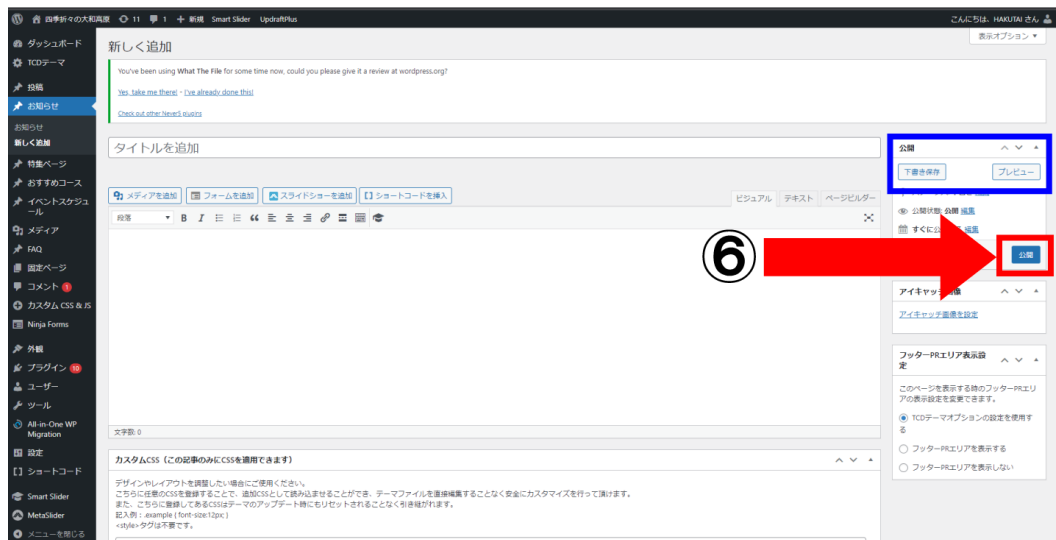 四季折々の大和高原 11 1 新規 Smart Slider UpdraftPlus こんにちは、HAKUTAI さん
表示オプション ▼
ダッシュボード
TCDテーマ
投稿
お知らせ
お知らせ
新しく追加
特集ページ
おすすめコース
イベントスケジュ
ール
メディア
FAQ
固定ページ
コメント 1
カスタム CSS & JS
Ninja Forms
外観
プラグイン 10
ユーザー
ツール
All-in-One WP
Migration
設定
ショートコード
Smart Slider
MetaSlider
メニューを閉じる
新しく追加
You've been using What The File for some time now, could you please give it a review at wordpress.org?
Yes, take me there! - I've already done this!
Check out other Never5 plugins
タイトルを追加
メディアを追加 フォームを追加 スライドショーを追加 [ ] ショートコードを挿入
ビジュアル テキスト ページビルダー
段落 B I
文字数: 0
カスタムCSS（この記事のみにCSSを適用できます）
デザインやレイアウトを調整したい場合にご使用ください。
こちらに任意のCSSを登録することで、追加CSSとして読み込ませることができ、テーマファイルを直接編集することなく安全にカスタマイズを行って頂けます。
また、こちらに登録してあるCSSはテーマのアップデート時にもリセットされることなく引き継がれます。
記入例：.example { font-size:12px; }
<style>タグは不要です。
公開
下書き保存 プレビュー
公開状態: 公開 編集
すぐに公 編集
⑥
公開
アイキャッチ画像
アイキャッチ画像を設定
フッターPRエリア表示設
定
このページを表示する時のフッターPRエリ
アの表示設定を変更できます。
TCDテーマオプションの設定を使用す
る
フッターPRエリアを表示する
フッターPRエリアを表示しない